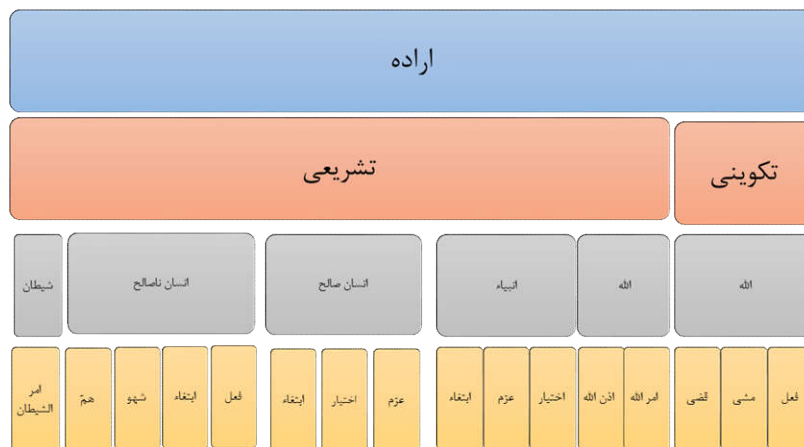 اراده
تکوینی
تشریعی
الله
الله
انبیاء
انسان صالح
انسان ناصالح
شیطان
فعل
مشی
قضی
امر الله
اذن الله
اختیار
عزم
ابتغاء
عزم
اختیار
ابتغاء
فعل
ابتغاء
شهو
همّ
امر
الشیطان